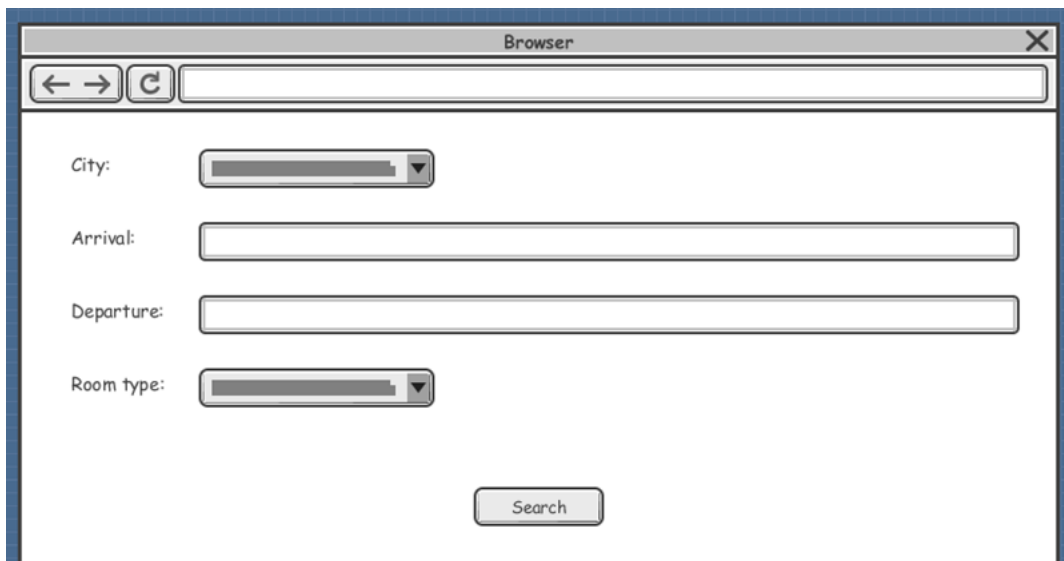 Browser
City:
Arrival:
Departure:
Room type:
Search